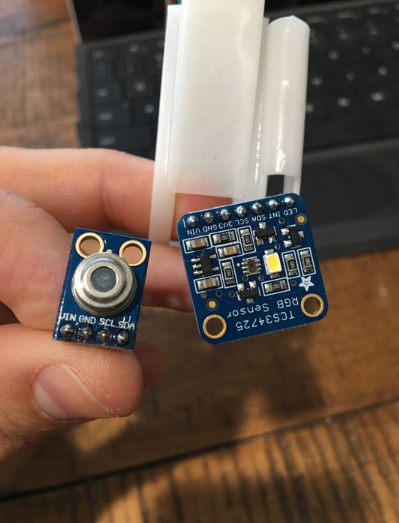 VIN GND SCL SDA
LED INT SDA SCL 3V3 GND VIN
TCS34725
RGB Sensor